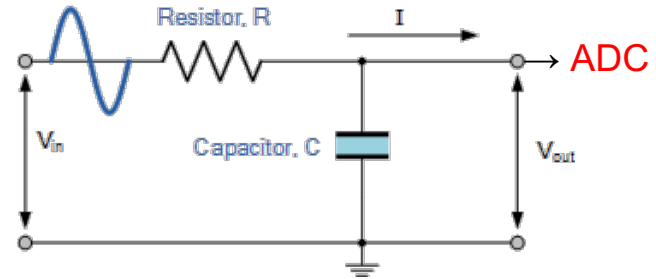 Resistor, R
I
→ ADC
Vin
Capacitor, C
Vout